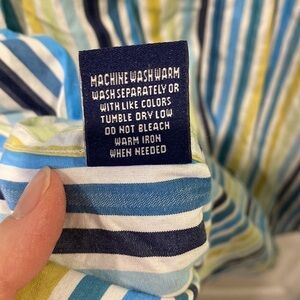 MACHINE WASH WARM
WASH SEPARATELY OR
WITH LIKE COLORS
TUMBLE DRY LOW
DO NOT BLEACH
WARM IRON
WHEN NEEDED